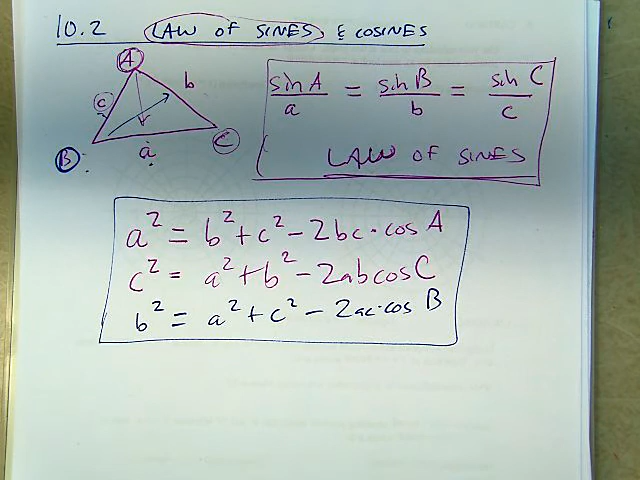 10.2 LAW OF SINES & COSINES
A
c b
B a C
sin A / a = sin B / b = sin C / c
LAW OF SINES
a² = b² + c² - 2bc · cos A
c² = a² + b² - 2ab cos C
b² = a² + c² - 2ac · cos B